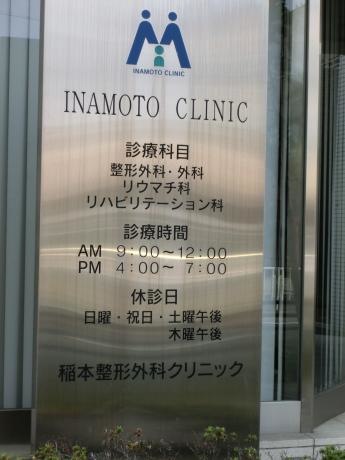 INAMOTO CLINIC
INAMOTO CLINIC
診療科目
整形外科・外科
リウマチ科
リハビリテーション科
診療時間
AM 9:00〜12:00
PM 4:00〜 7:00
休診日
日曜・祝日・土曜午後
木曜午後
稲本整形外科クリニック